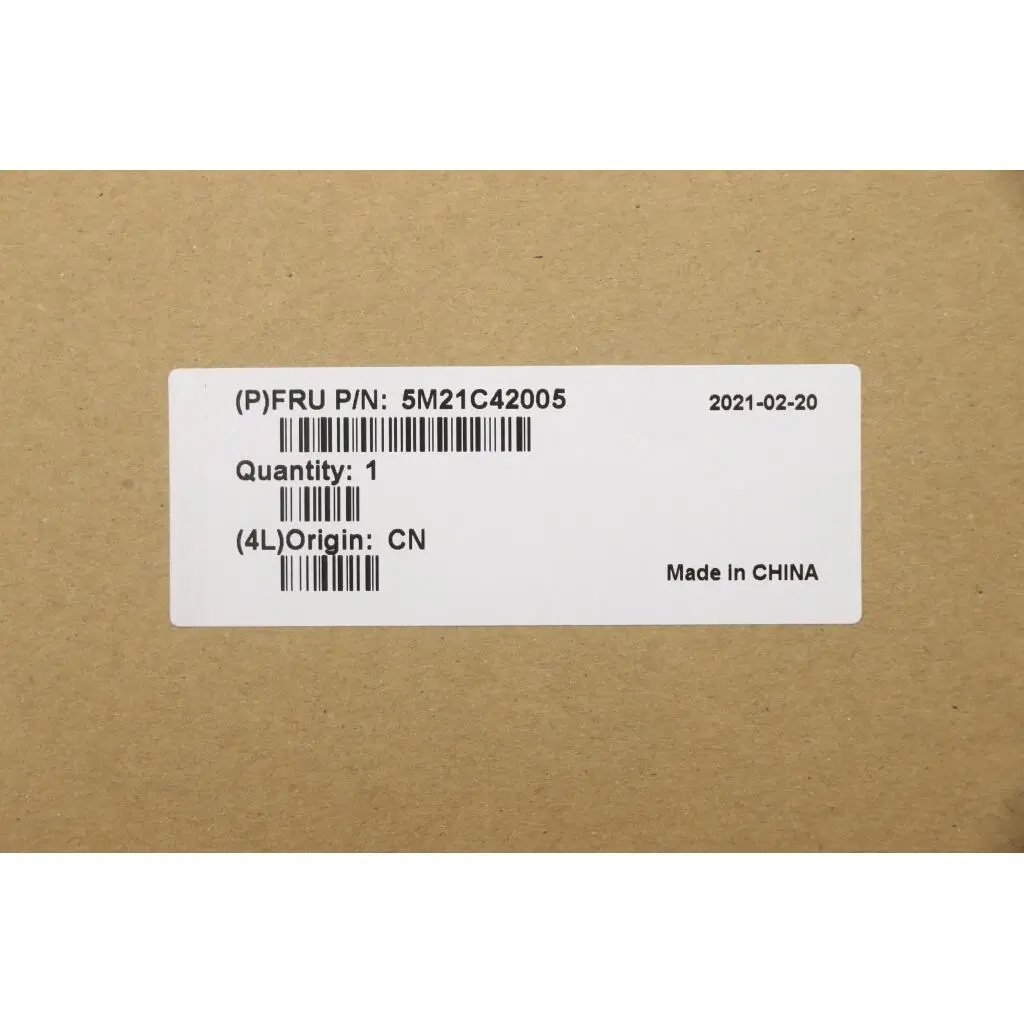 (P)FRU P/N: 5M21C42005 2021-02-20
Quantity: 1
(4L)Origin: CN
Made in CHINA